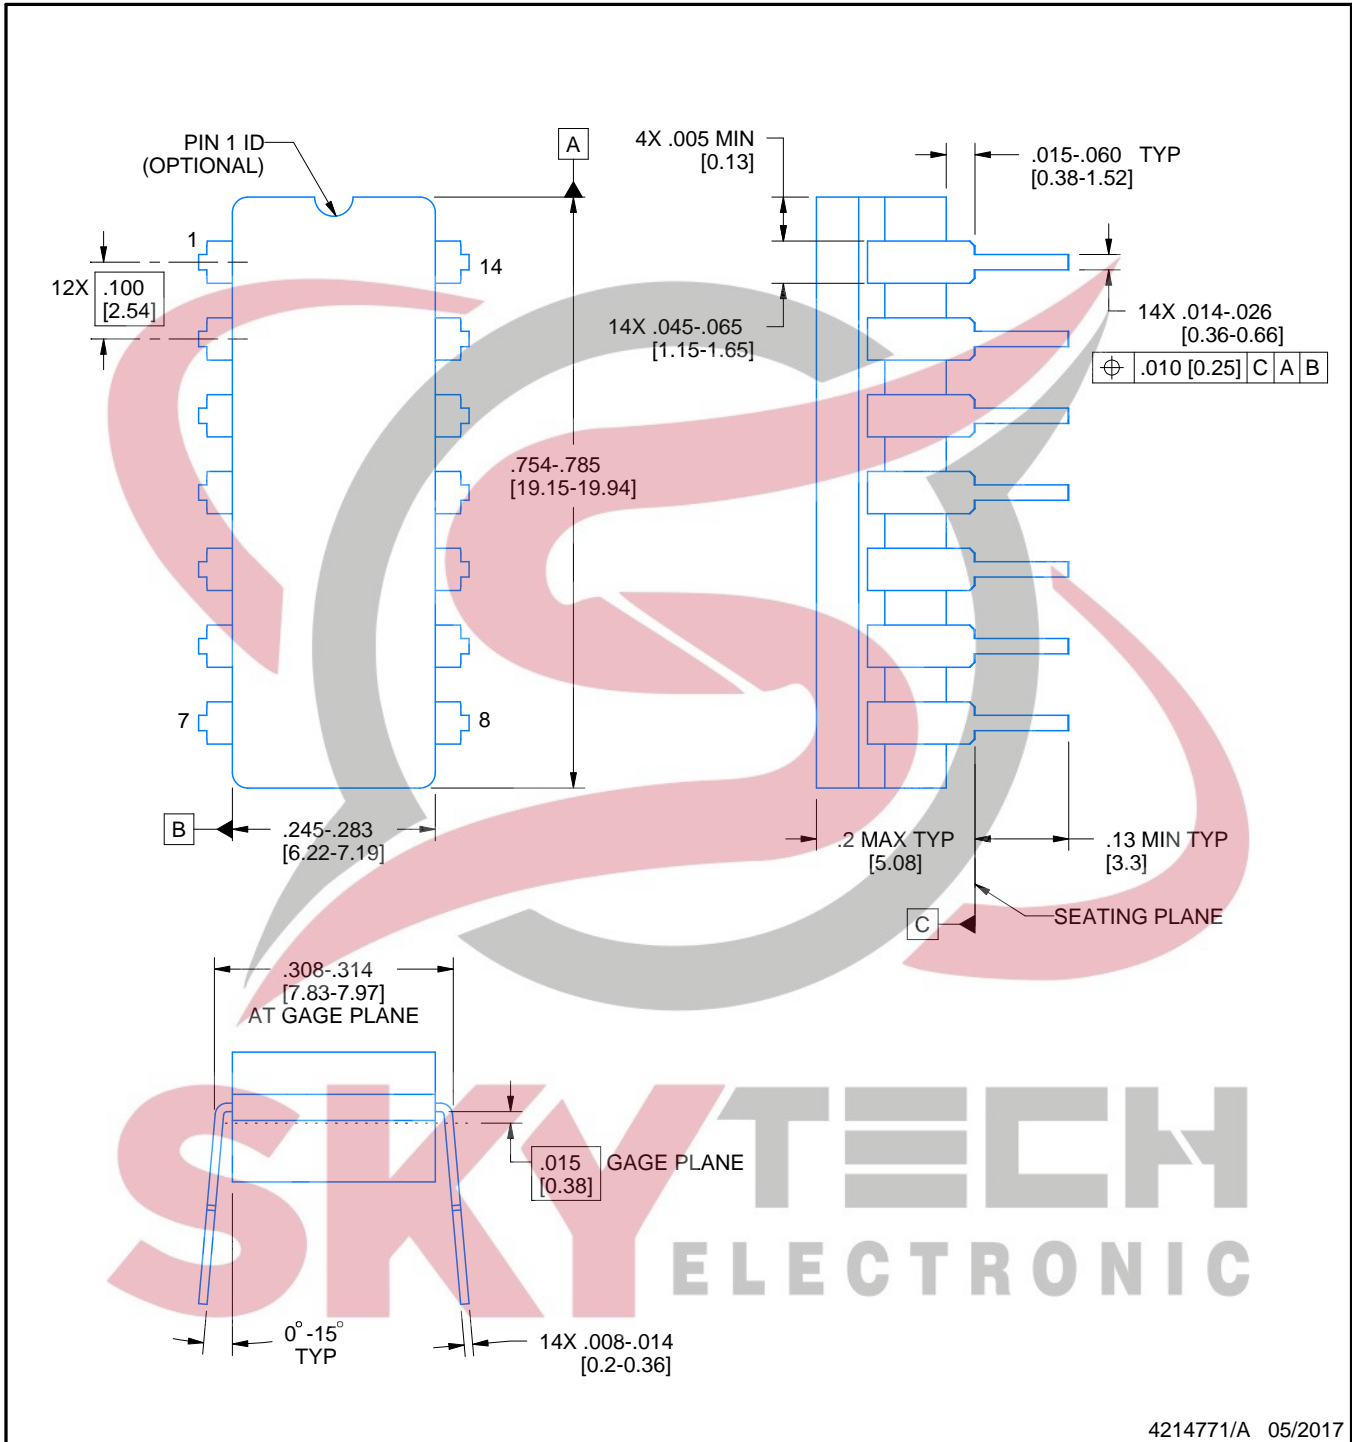 PIN 1 ID
(OPTIONAL)
A
4X .005 MIN
[0.13]
.015-.060 TYP
[0.38-1.52]
1
14
12X .100
[2.54]
14X .045-.065
[1.15-1.65]
14X .014-.026
[0.36-0.66]
⌖ .010 [0.25] C A B
.754-.785
[19.15-19.94]
7
8
B
.245-.283
[6.22-7.19]
.2 MAX TYP
[5.08]
.13 MIN TYP
[3.3]
C
SEATING PLANE
.308-.314
[7.83-7.97]
AT GAGE PLANE
.015
[0.38]
GAGE PLANE
SKYTECH
ELECTRONIC
0°-15°
TYP
14X .008-.014
[0.2-0.36]
4214771/A 05/2017